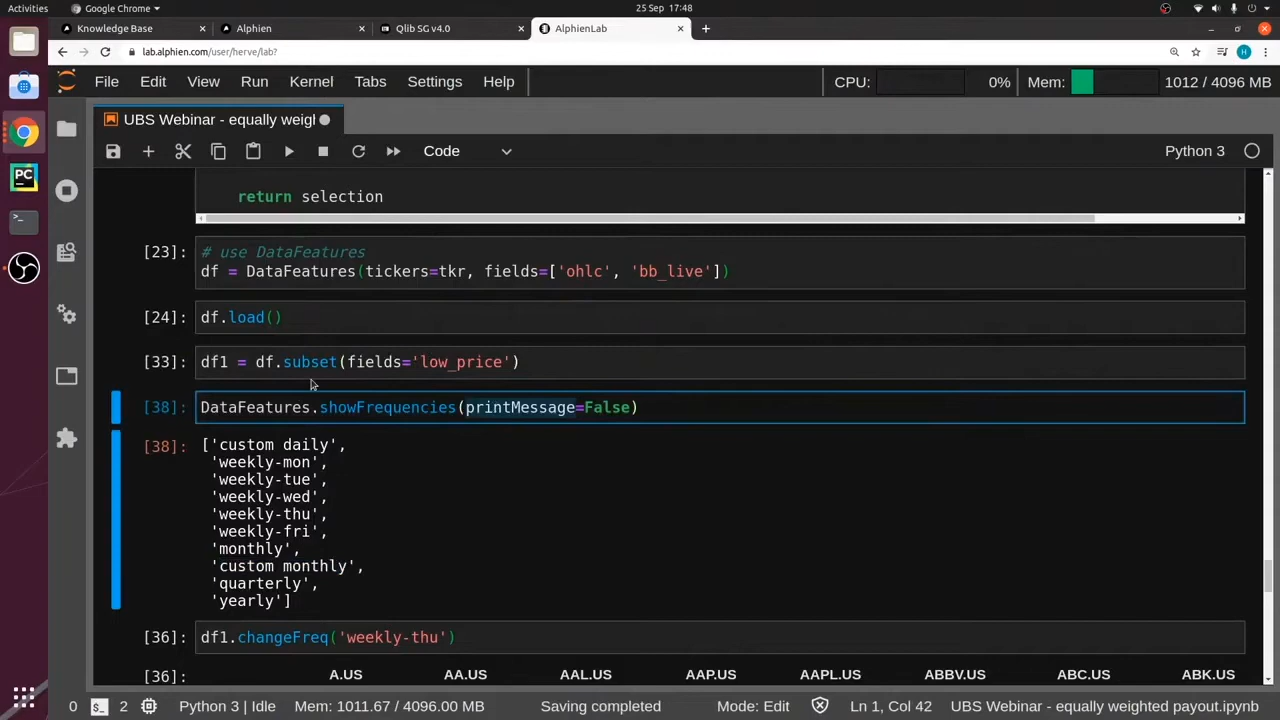 Activities
Google Chrome
25 Sep 17:48
Knowledge Base
Alphien
Qlib SG v4.0
AlphienLab
lab.alphien.com/user/herve/lab?
H
File Edit View Run Kernel Tabs Settings Help
CPU: 0% Mem: 1012 / 4096 MB
UBS Webinar - equally weigl
Code
Python 3
return selection
[23]: # use DataFeatures
df = DataFeatures(tickers=tkr, fields=['ohlc', 'bb_live'])
[24]: df.load()
[33]: df1 = df.subset(fields='low_price')
[38]: DataFeatures.showFrequencies(printMessage=False)
[38]: ['custom daily',
'weekly-mon',
'weekly-tue',
'weekly-wed',
'weekly-thu',
'weekly-fri',
'monthly',
'custom monthly',
'quarterly',
'yearly']
[36]: df1.changeFreq('weekly-thu')
[36]: A.US AA.US AAL.US AAP.US AAPL.US ABBV.US ABC.US ABK.US
0 $_ 2 Python 3 | Idle Mem: 1011.67 / 4096.00 MB Saving completed Mode: Edit Ln 1, Col 42 UBS Webinar - equally weighted payout.ipynb